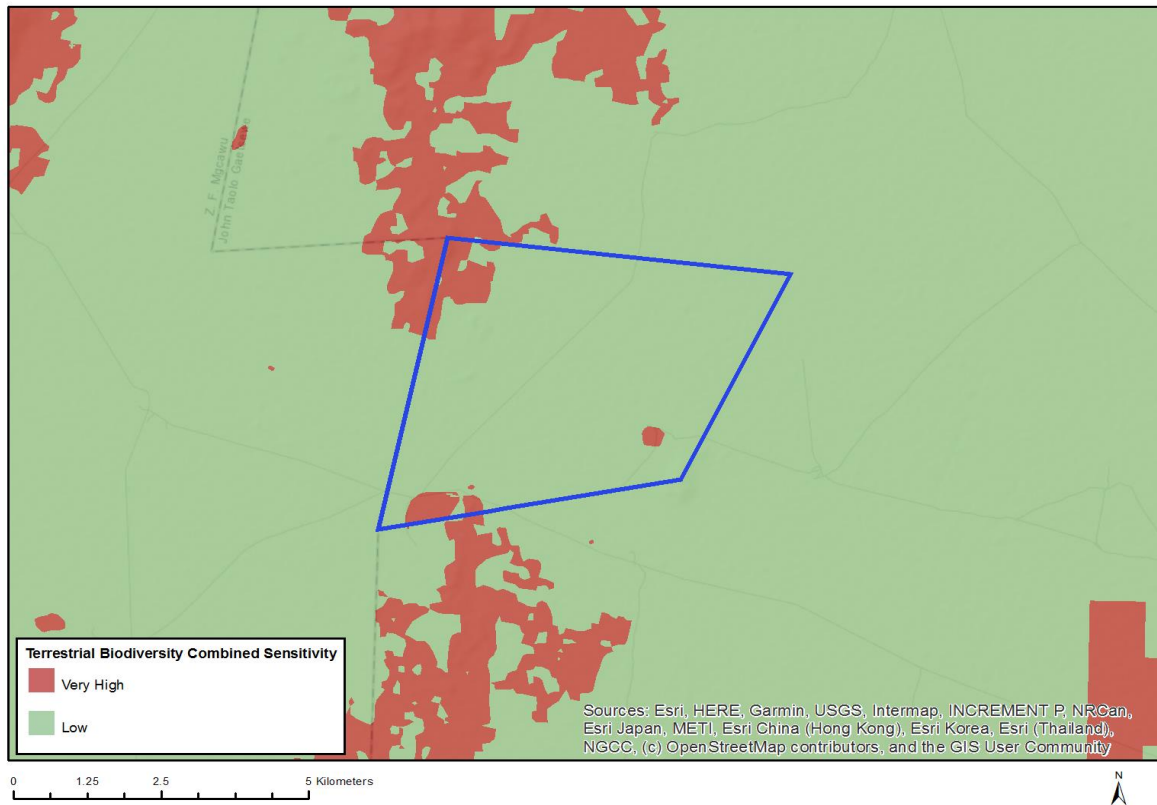 Z. F. Mgcawu
John Taolo Gaetsewe
Terrestrial Biodiversity Combined Sensitivity
Very High
Low
Sources: Esri, HERE, Garmin, USGS, Intermap, INCREMENT P, NRCan,
Esri Japan, METI, Esri China (Hong Kong), Esri Korea, Esri (Thailand),
NGCC, (c) OpenStreetMap contributors, and the GIS User Community
0 1.25 2.5 5 Kilometers
N